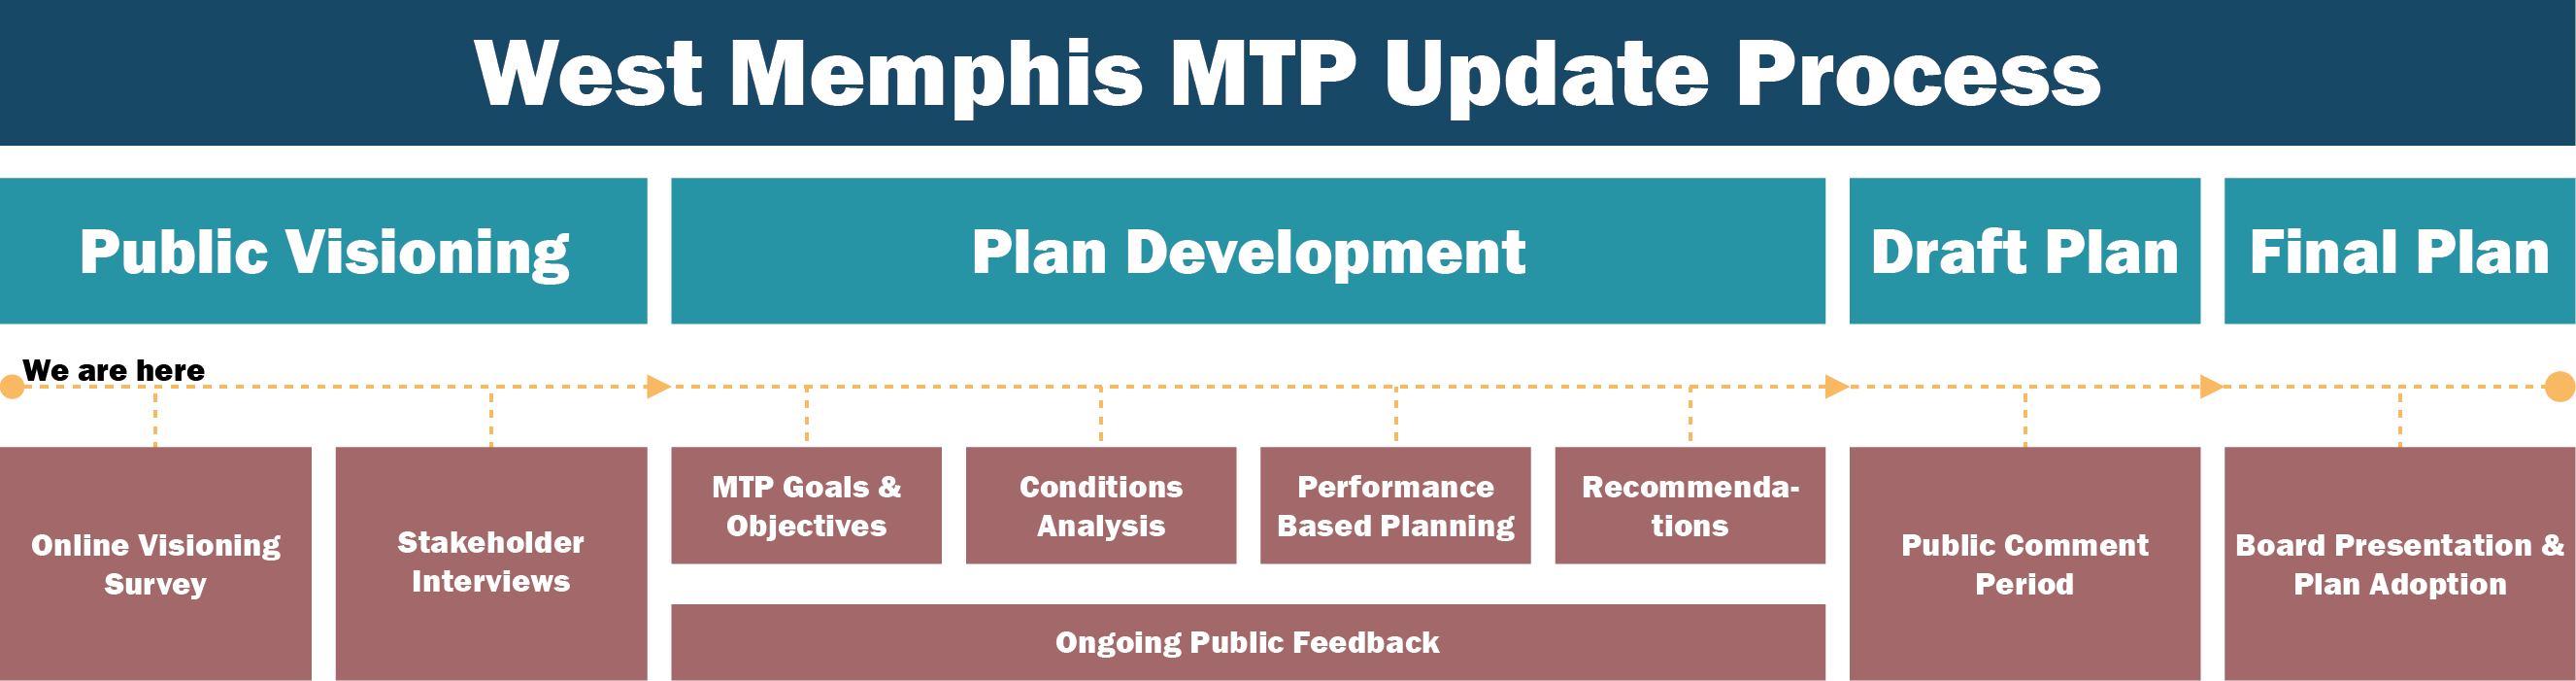 West Memphis MTP Update Process
Public Visioning
Plan Development
Draft Plan
Final Plan
We are here
Online Visioning
Survey
Stakeholder
Interviews
MTP Goals &
Objectives
Conditions
Analysis
Performance
Based Planning
Recommenda-
tions
Ongoing Public Feedback
Public Comment
Period
Board Presentation &
Plan Adoption